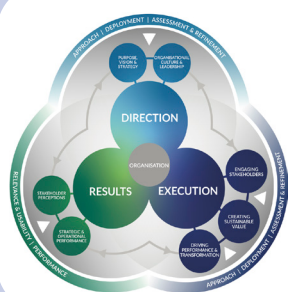 APPROACH | DEPLOYMENT | ASSESSMENT & REFINEMENT
PURPOSE,
VISION &
STRATEGY
ORGANISATIONAL
CULTURE &
LEADERSHIP
DIRECTION
ORGANISATION
RESULTS
EXECUTION
STAKEHOLDER
PERCEPTIONS
STRATEGIC &
OPERATIONAL
PERFORMANCE
ENGAGING
STAKEHOLDERS
CREATING
SUSTAINABLE
VALUE
DRIVING
PERFORMANCE &
TRANSFORMATION
RELEVANCE & USABILITY | PERFORMANCE
APPROACH | DEPLOYMENT | ASSESSMENT & REFINEMENT